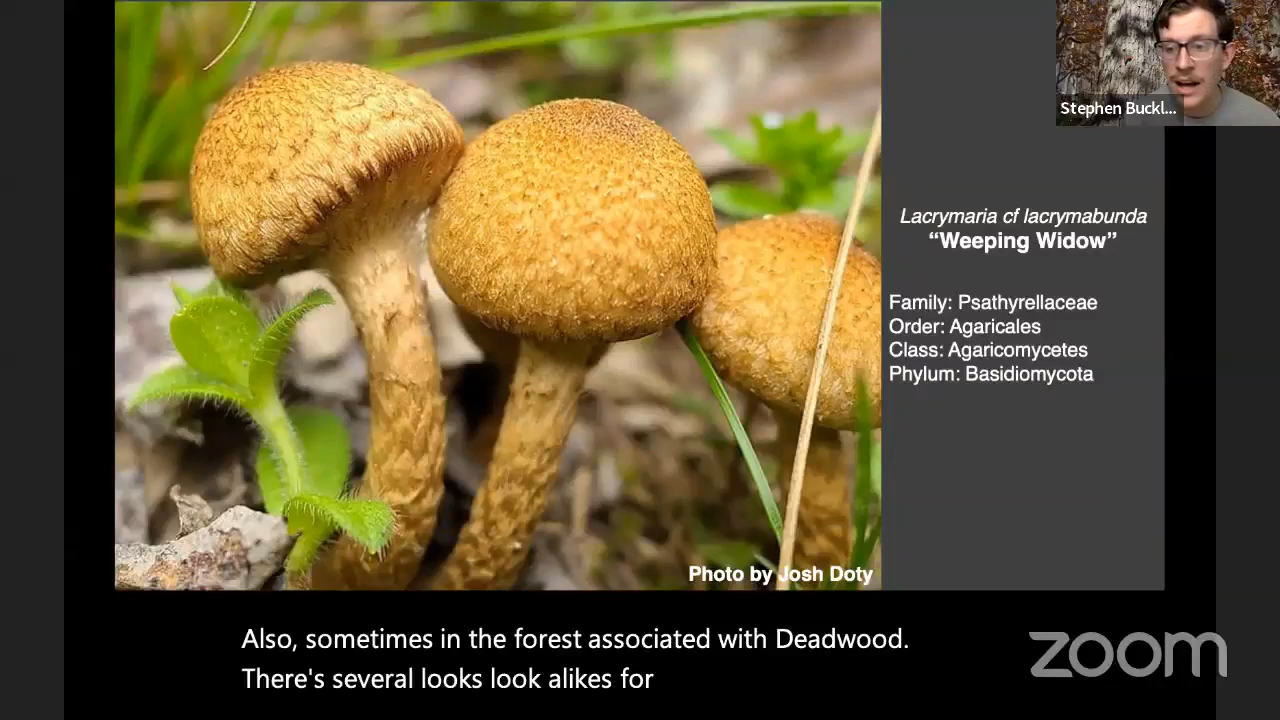 Stephen Buckl...
Lacrymaria cf lacrymabunda
“Weeping Widow”
Family: Psathyrellaceae
Order: Agaricales
Class: Agaricomycetes
Phylum: Basidiomycota
Photo by Josh Doty
Also, sometimes in the forest associated with Deadwood.
There's several looks look alikes for
zoom